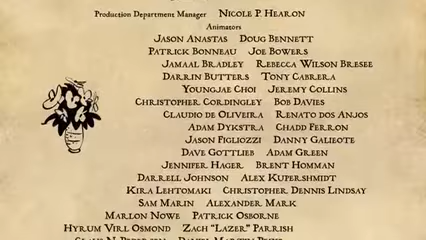 Production Department Manager Nicole P. Hearon
Animators
Jason Anastas Doug Bennett
Patrick Bonneau Joe Bowers
Jamaal Bradley Rebecca Wilson Bresee
Darrin Butters Tony Cabrera
Youngjae Choi Jeremy Collins
Christopher Cordingley Bob Davies
Claudio de Oliveira Renato dos Anjos
Adam Dykstra Chadd Ferron
Jason Figliozzi Danny Galieote
Dave Gottlieb Adam Green
Jennifer Hager Brent Homman
Darrell Johnson Alex Kupershmidt
Kira Lehtomaki Christopher Dennis Lindsay
Sam Marin Alexander Mark
Marlon Nowe Patrick Osborne
Hyrum Virl Osmond Zach "Lazer" Parrish